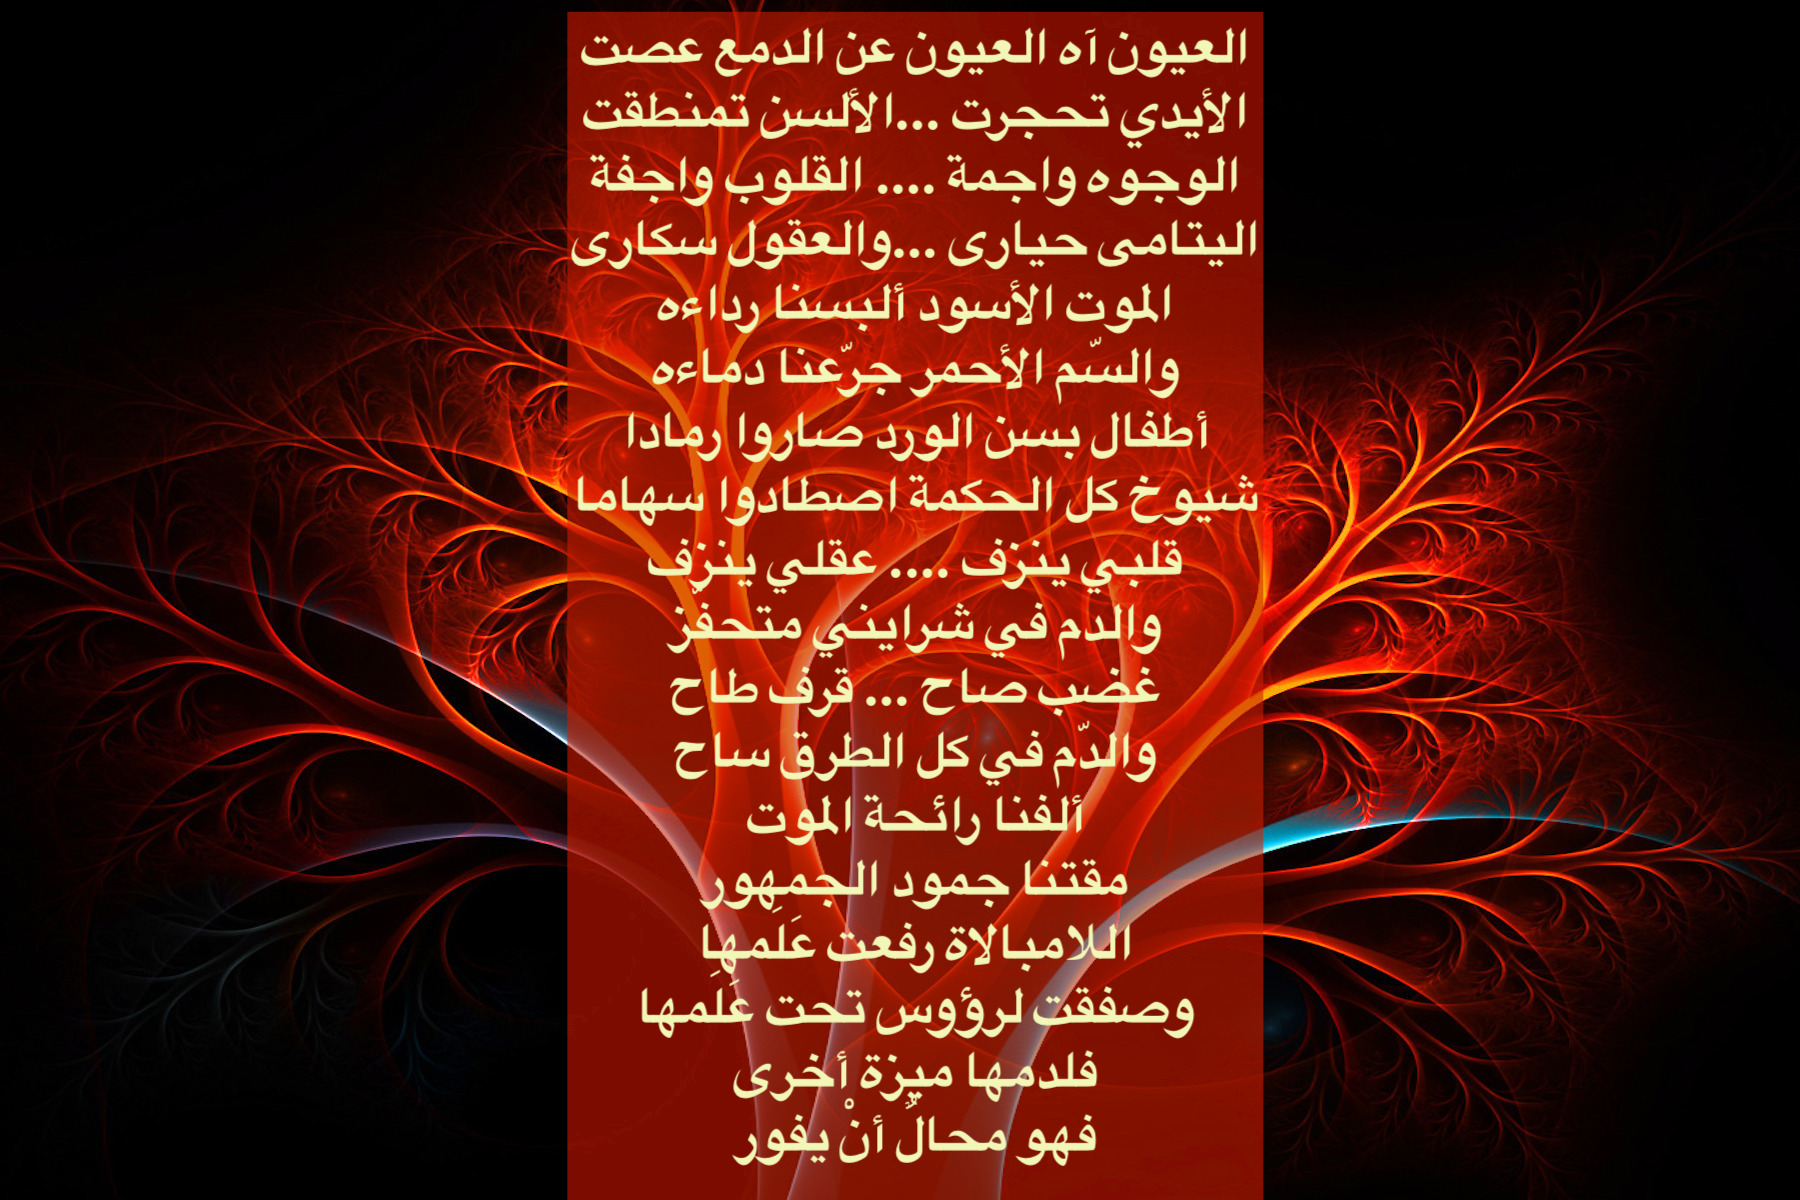 العيون آه العيون عن الدمع عصت
الأيدي تحجرت ...الألسن تمنطقت
الوجوه واجمة .... القلوب واجفة
اليتامى حيارى ...والعقول سكارى
الموت الأسود ألبسنا رداءه
والسّم الأحمر جرّعنا دماءه
أطفال بسن الورد صاروا رمادا
شيوخ كل الحكمة اصطادوا سهاما
قلبي ينزف .... عقلي ينزف
والدم في شراييني متحفٌز
غضب صاح ... قرف طاح
والدّم في كل الطرق ساح
ألفنا رائحة الموت
مقتنا جمود الجمهور
اللامبالاة رفعت عَلَمهِا
وصفقت لرؤوس تحت عَلَمها
فلدمها ميزة أخرى
فهو محالٌ أنْ يفور